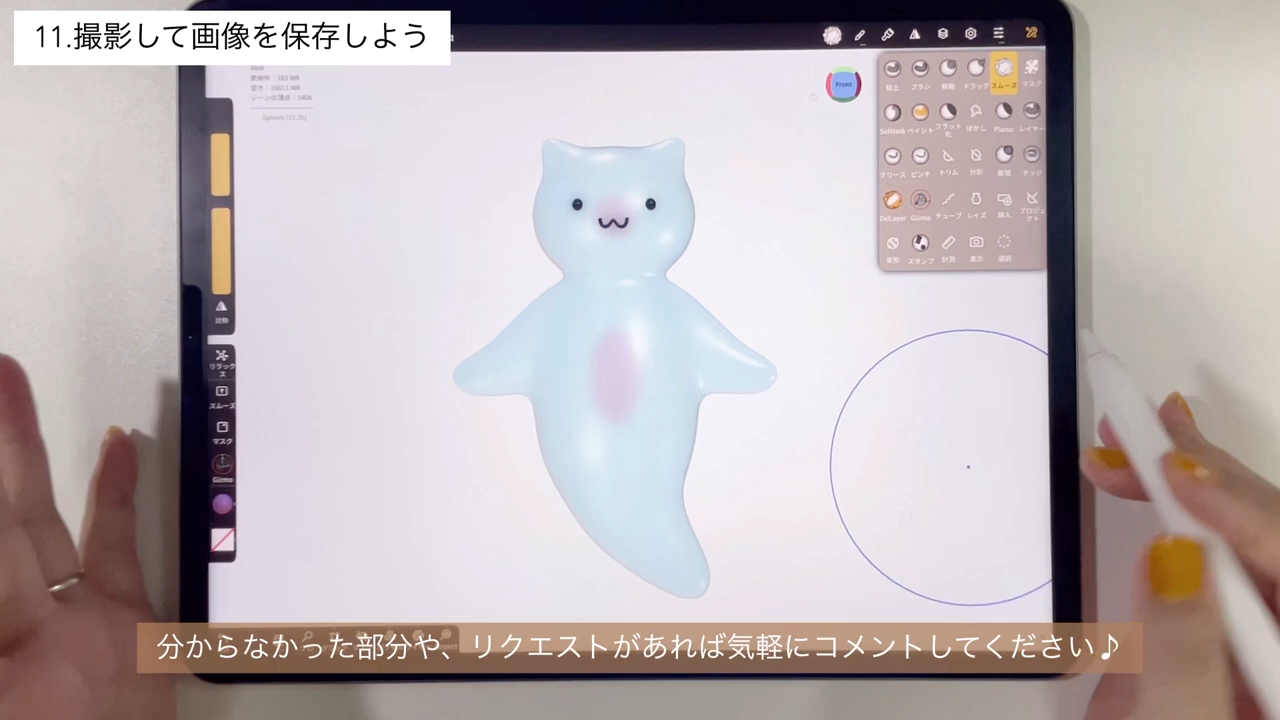 11.撮影して画像を保存しよう
Front
粘土 ブラシ 移動 ドラッグ スムーズ マスク
SelMask ペイント フラット化 ぼかし Planar レイヤー
クリース ピンチ トリム 分割 膨張 ナッジ
DelLayer Gizmo チューブ レイズ 挿入 プロジェクト
変形 スタンプ 計測 表示 選択
対称
リラックス
スムーズ
マスク
Gizmo
分からなかった部分や、リクエストがあれば気軽にコメントしてください♪